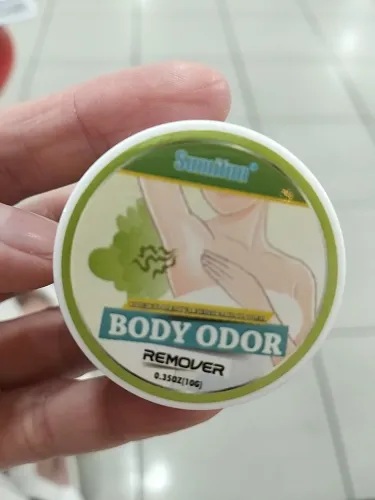 Sumifun®
BODY ODOR
REMOVER
0.35OZ(10G)